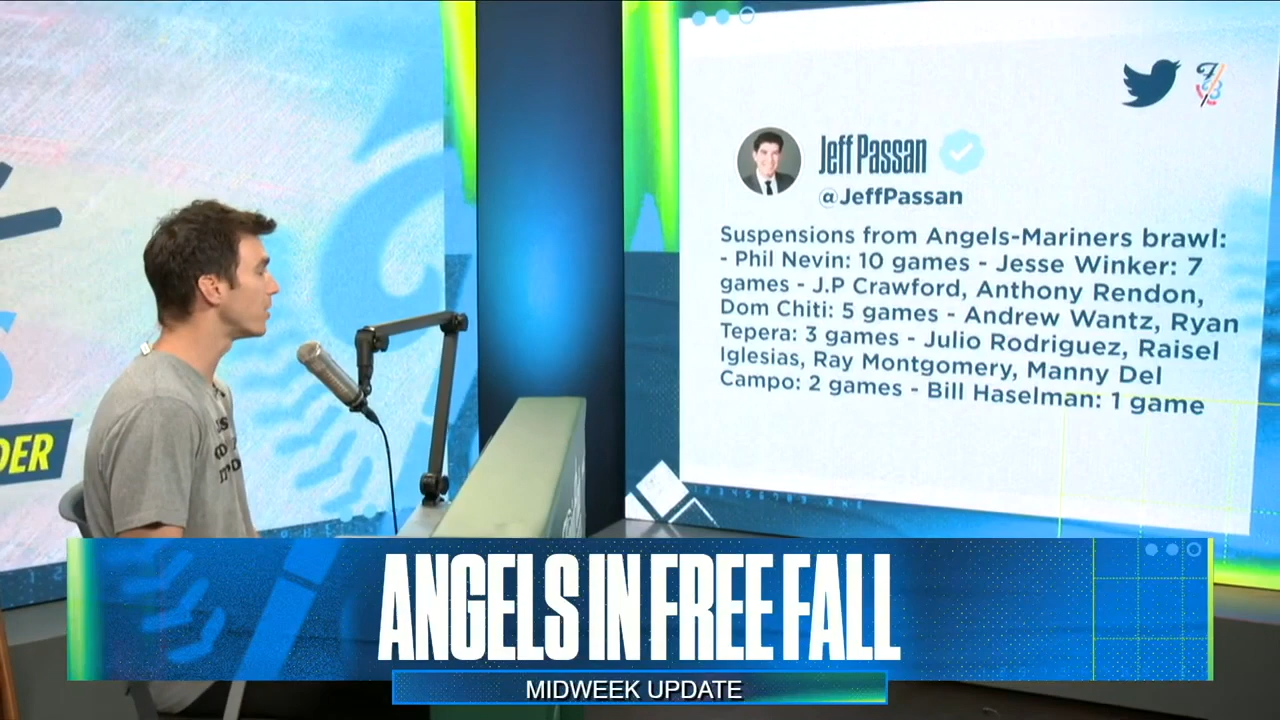 Jeff Passan
@JeffPassan
Suspensions from Angels-Mariners brawl:
- Phil Nevin: 10 games - Jesse Winker: 7
games - J.P Crawford, Anthony Rendon,
Dom Chiti: 5 games - Andrew Wantz, Ryan
Tepera: 3 games - Julio Rodriguez, Raisel
Iglesias, Ray Montgomery, Manny Del
Campo: 2 games - Bill Haselman: 1 game
DER
ANGELS IN FREE FALL
MIDWEEK UPDATE